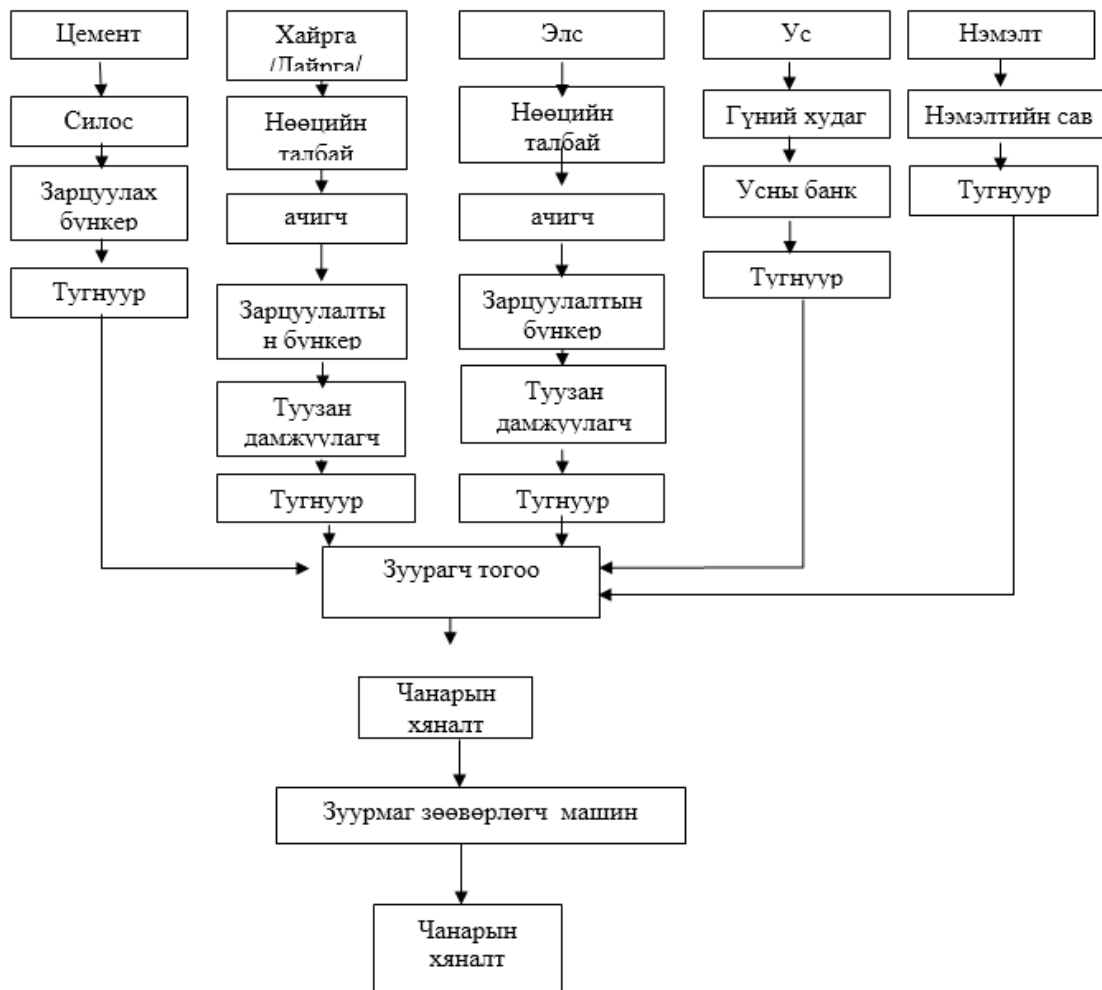 Цемент
Хайрга
/Дайрга/
Элс
Ус
Нэмэлт
Силос
Нөөцийн
талбай
Нөөцийн
талбай
Гүний худаг
Нэмэлтийн сав
Зарцуулах
бункер
ачигч
ачигч
Усны банк
Тугнуур
Тугнуур
Зарцуулалты
н бункер
Зарцуулалтын
бункер
Тугнуур
Туузан
дамжуулагч
Туузан
дамжуулагч
Тугнуур
Тугнуур
Зуурагч тогоо
Чанарын
хяналт
Зуурмаг зөөвөрлөгч машин
Чанарын
хяналт